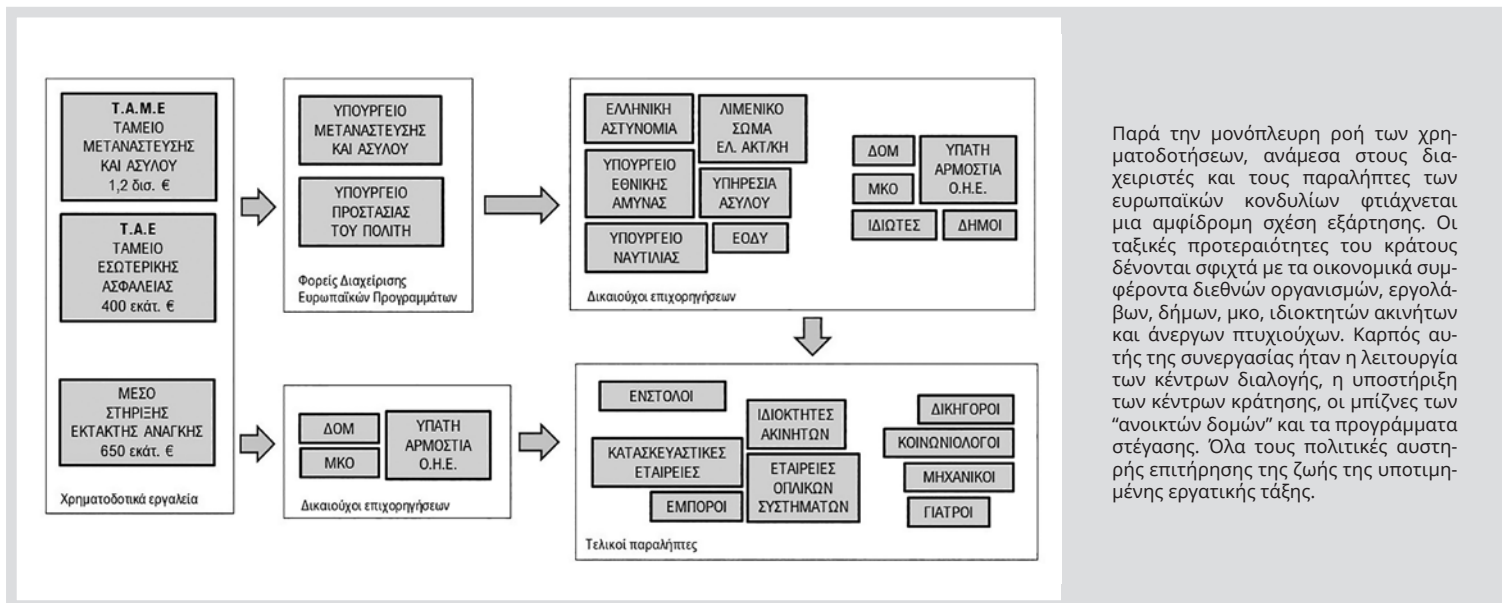 Τ.Α.Μ.Ε
ΤΑΜΕΙΟ
ΜΕΤΑΝΑΣΤΕΥΣΗΣ
ΚΑΙ ΑΣΥΛΟΥ
1,2 δισ. €
Τ.Α.Ε
ΤΑΜΕΙΟ
ΕΣΩΤΕΡΙΚΗΣ
ΑΣΦΑΛΕΙΑΣ
400 εκάτ. €
ΜΕΣΟ
ΣΤΗΡΙΞΗΣ
ΕΚΤΑΚΤΗΣ ΑΝΑΓΚΗΣ
650 εκάτ. €
Χρηματοδοτικά εργαλεία
ΥΠΟΥΡΓΕΙΟ
ΜΕΤΑΝΑΣΤΕΥΣΗΣ
ΚΑΙ ΑΣΥΛΟΥ
ΥΠΟΥΡΓΕΙΟ
ΠΡΟΣΤΑΣΙΑΣ
ΤΟΥ ΠΟΛΙΤΗ
Φορείς Διαχείρισης
Ευρωπαϊκών Προγραμμάτων
ΕΛΛΗΝΙΚΗ
ΑΣΤΥΝΟΜΙΑ
ΛΙΜΕΝΙΚΟ
ΣΩΜΑ
ΕΛ. ΑΚΤ/ΚΗ
ΥΠΟΥΡΓΕΙΟ
ΕΘΝΙΚΗΣ
ΑΜΥΝΑΣ
ΥΠΗΡΕΣΙΑ
ΑΣΥΛΟΥ
ΥΠΟΥΡΓΕΙΟ
ΝΑΥΤΙΛΙΑΣ
ΕΟΔΥ
ΔΟΜ
ΜΚΟ
ΥΠΑΤΗ
ΑΡΜΟΣΤΙΑ
Ο.Η.Ε.
ΙΔΙΩΤΕΣ
ΔΗΜΟΙ
Δικαιούχοι επιχορηγήσεων
ΔΟΜ
ΜΚΟ
ΥΠΑΤΗ
ΑΡΜΟΣΤΙΑ
Ο.Η.Ε.
Δικαιούχοι επιχορηγήσεων
ΕΝΣΤΟΛΟΙ
ΙΔΙΟΚΤΗΤΕΣ
ΑΚΙΝΗΤΩΝ
ΚΑΤΑΣΚΕΥΑΣΤΙΚΕΣ
ΕΤΑΙΡΕΙΕΣ
ΕΤΑΙΡΕΙΕΣ
ΟΠΛΙΚΩΝ
ΣΥΣΤΗΜΑΤΩΝ
ΕΜΠΟΡΟΙ
ΔΙΚΗΓΟΡΟΙ
ΚΟΙΝΩΝΙΟΛΟΓΟΙ
ΜΗΧΑΝΙΚΟΙ
ΓΙΑΤΡΟΙ
Τελικοί παραλήπτες
Παρά την μονόπλευρη ροή των χρη-
ματοδοτήσεων, ανάμεσα στους δια-
χειριστές και τους παραλήπτες των
ευρωπαϊκών κονδυλίων φτιάχνεται
μια αμφίδρομη σχέση εξάρτησης. Οι
ταξικές προτεραιότητες του κράτους
δένονται σφιχτά με τα οικονομικά συμ-
φέροντα διεθνών οργανισμών, εργολά-
βων, δήμων, μκο, ιδιοκτητών ακινήτων
και άνεργων πτυχιούχων. Καρπός αυ-
τής της συνεργασίας ήταν η λειτουργία
των κέντρων διαλογής, η υποστήριξη
των κέντρων κράτησης, οι μπίζνες των
“ανοικτών δομών” και τα προγράμματα
στέγασης. Όλα τους πολιτικές αυστη-
ρής επιτήρησης της ζωής της υποτιμη-
μένης εργατικής τάξης.